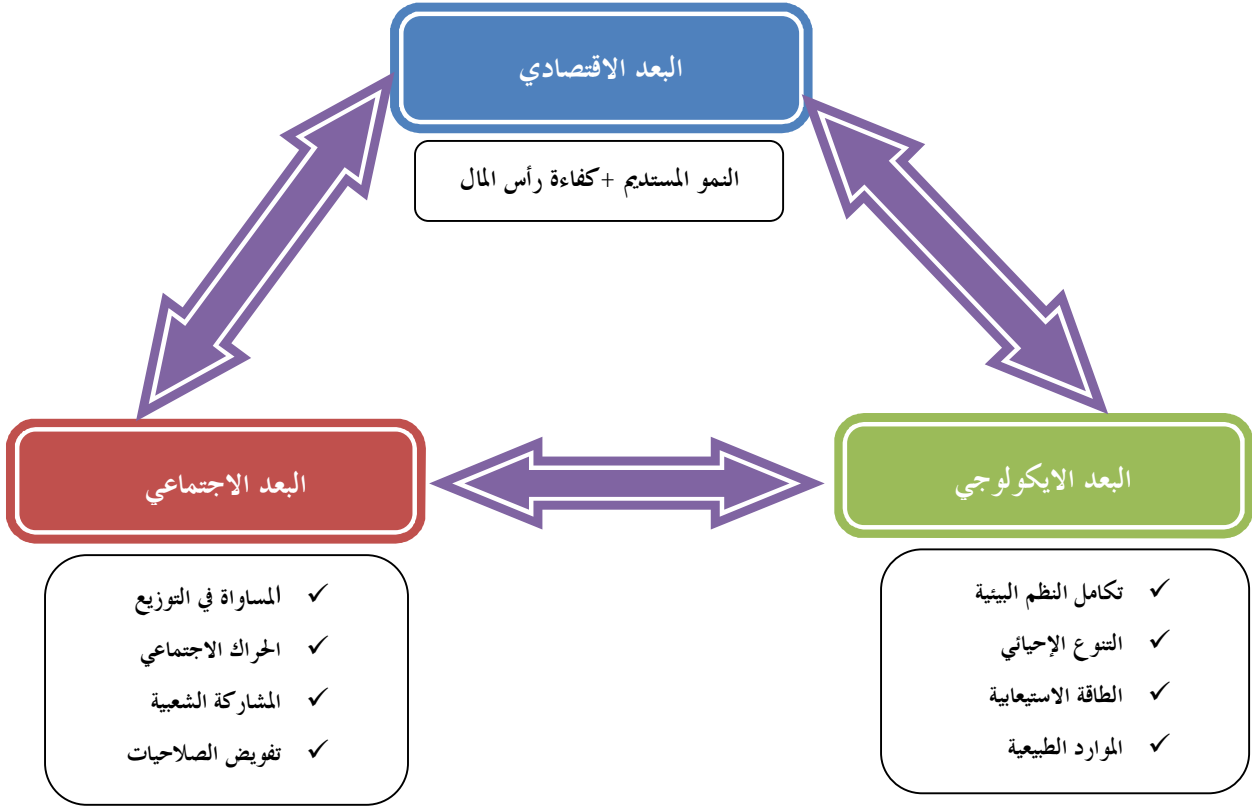 البعد الاقتصادي
النمو المستديم +كفاءة رأس المال
البعد الايكولوجي
✓ تكامل النظم البيئية
✓ التنوع الإحيائي
✓ الطاقة الاستيعابية
✓ الموارد الطبيعية
البعد الاجتماعي
✓ المساواة في التوزيع
✓ الحراك الاجتماعي
✓ المشاركة الشعبية
✓ تفويض الصلاحيات